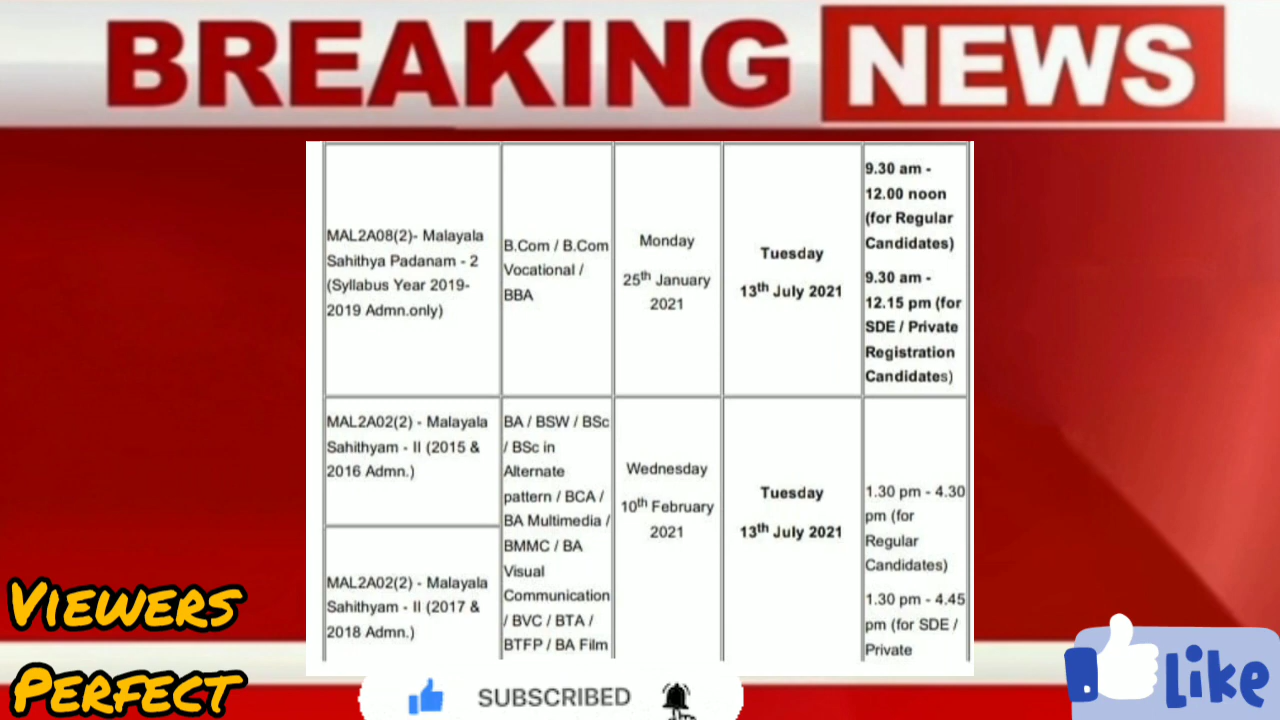 BREAKING NEWS
MAL2A08(2)- Malayala
Sahithya Padanam - 2
(Syllabus Year 2019-
2019 Admn.only)
B.Com / B.Com
Vocational /
BBA
Monday
25th January
2021
Tuesday
13th July 2021
9.30 am -
12.00 noon
(for Regular
Candidates)
9.30 am -
12.15 pm (for
SDE / Private
Registration
Candidates)
MAL2A02(2) - Malayala
Sahithyam - II (2015 &
2016 Admn.)
MAL2A02(2) - Malayala
Sahithyam - II (2017 &
2018 Admn.)
BA / BSW / BSc
/ BSc in
Alternate
pattern / BCA /
BA Multimedia /
BMMC / BA
Visual
Communication
/ BVC / BTA /
BTFP / BA Film
Wednesday
10th February
2021
Tuesday
13th July 2021
1.30 pm - 4.30
pm (for
Regular
Candidates)
1.30 pm - 4.45
pm (for SDE /
Private
VIEWERS
PERFECT
SUBSCRIBED
Like